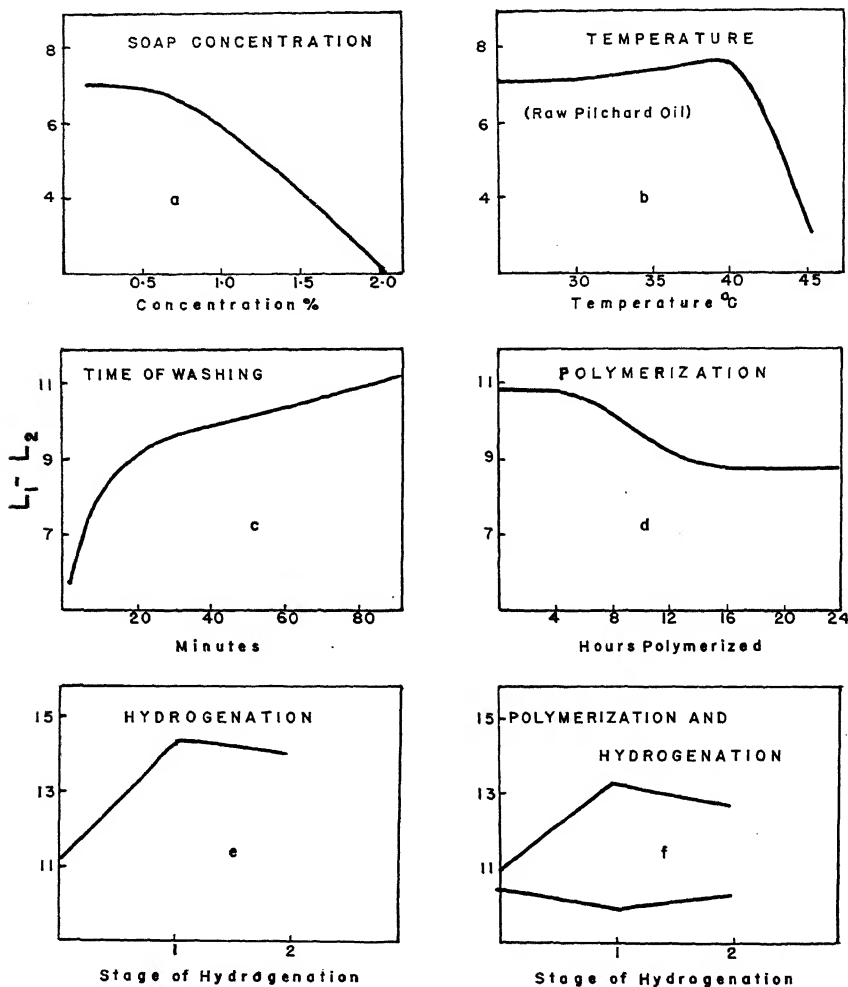 SOAP CONCENTRATION
8
6
4
a
0.5 1.0 1.5 2.0
Concentration %
TEMPERATURE
(Raw Pilchard Oil)
8
6
4
b
30 35 40 45
Temperature °C
TIME OF WASHING
L₁- L₂
11
9
7
c
20 40 60 80
Minutes
POLYMERIZATION
11
9
7
d
4 8 12 16 20 24
Hours Polymerized
HYDROGENATION
15
13
11
e
1 2
Stage of Hydrogenation
POLYMERIZATION AND
HYDROGENATION
15
13
11
f
1 2
Stage of Hydrogenation